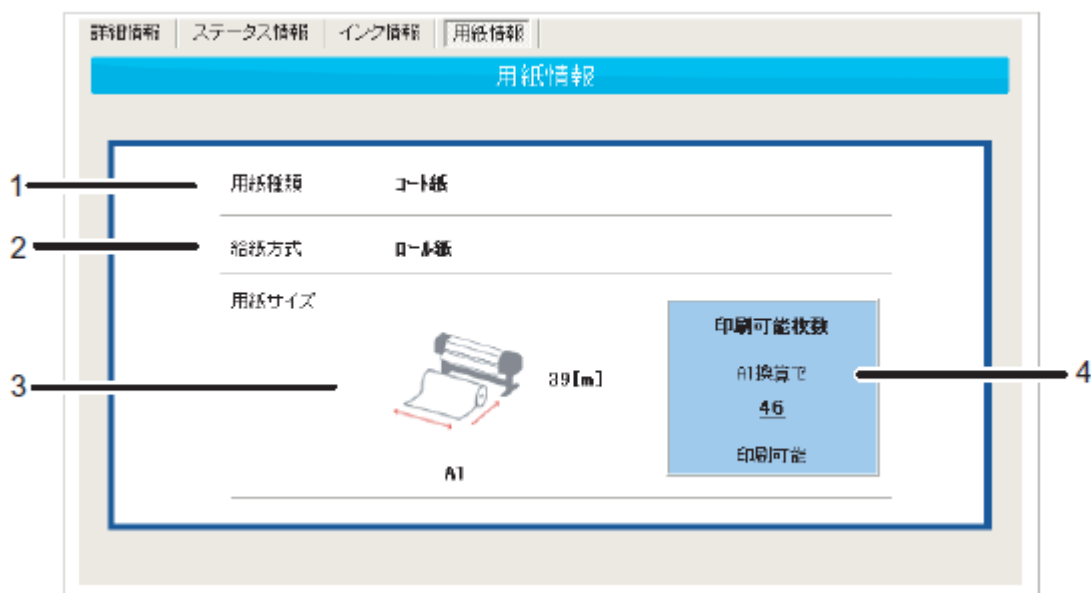 詳細情報 ステータス情報 インク情報 用紙情報
用紙情報
1 用紙種類 コート紙
2 給紙方式 ロール紙
用紙サイズ
印刷可能枚数
3 39[m] A1換算で 4
46
印刷可能
A1